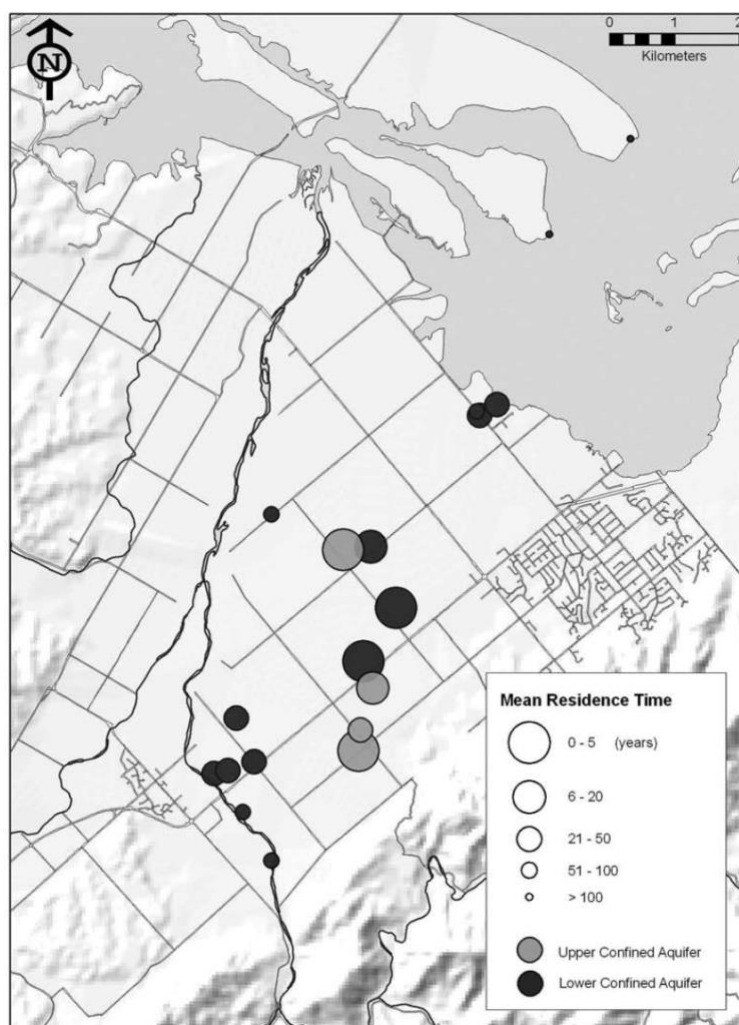 N
0 1 2
Kilometers
Mean Residence Time
0 - 5 (years)
6 - 20
21 - 50
51 - 100
> 100
Upper Confined Aquifer
Lower Confined Aquifer